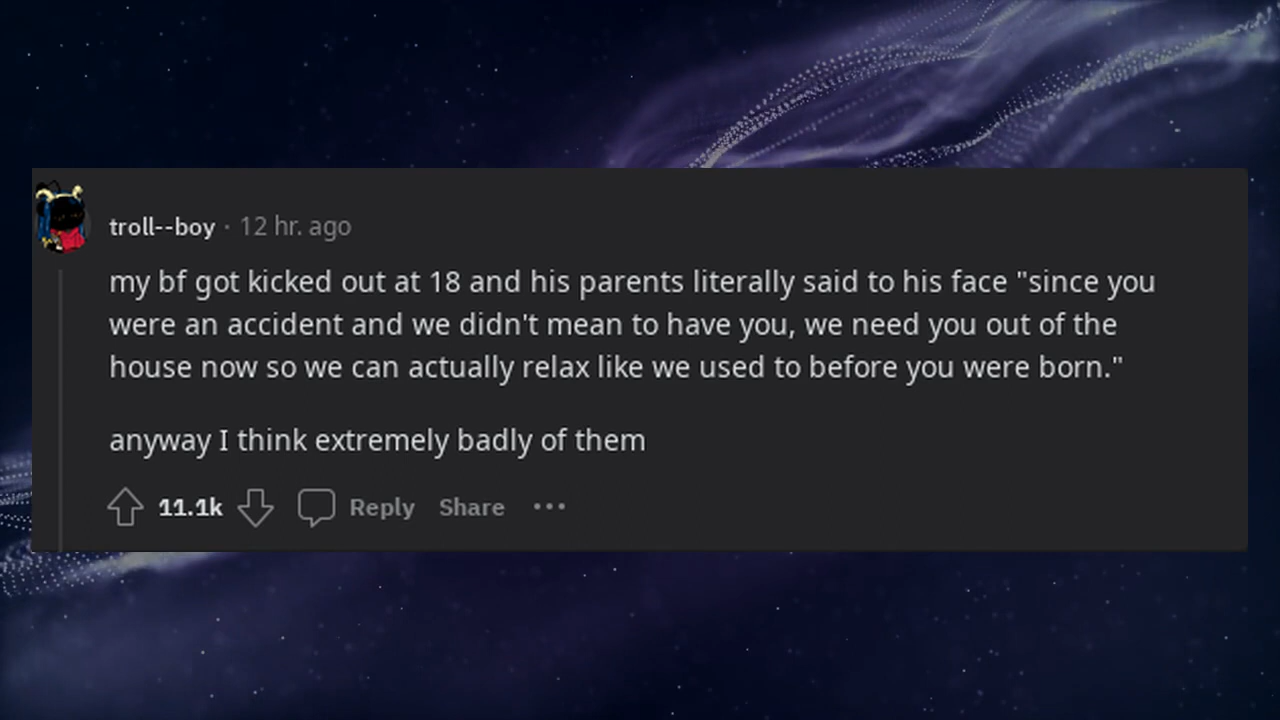 troll--boy · 12 hr. ago
my bf got kicked out at 18 and his parents literally said to his face "since you
were an accident and we didn't mean to have you, we need you out of the
house now so we can actually relax like we used to before you were born."
anyway I think extremely badly of them
11.1k Reply Share ···